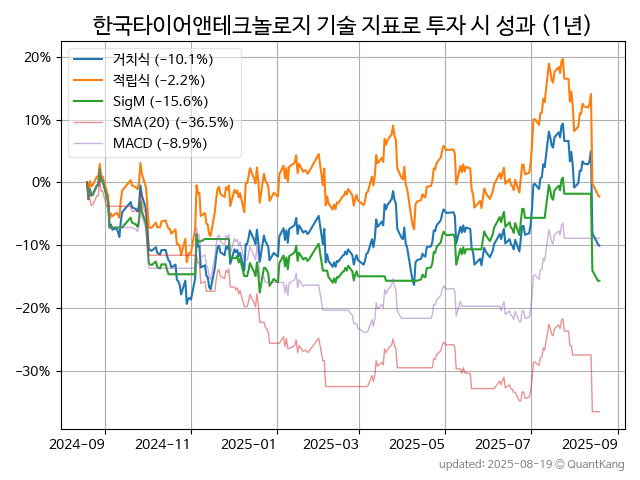 한국타이어앤테크놀로지 기술 지표로 투자 시 성과 (1년)
거치식 (−10.1%)
적립식 (−2.2%)
SigM (−15.6%)
SMA(20) (−36.5%)
MACD (−8.9%)
20%
10%
0%
−10%
−20%
−30%
2024-09 2024-11 2025-01 2025-03 2025-05 2025-07 2025-09
updated: 2025-08-19 © QuantKang